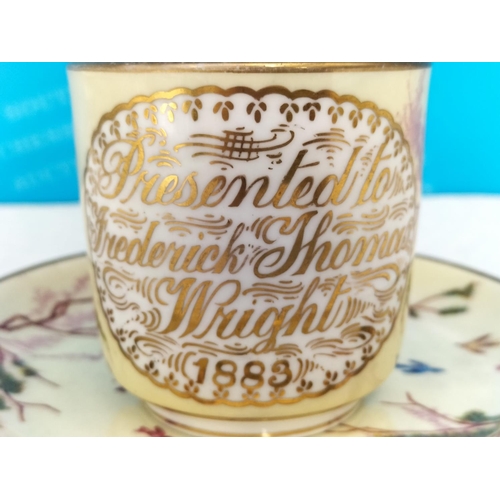 Presented to
Frederick Thomas
Wright
1883